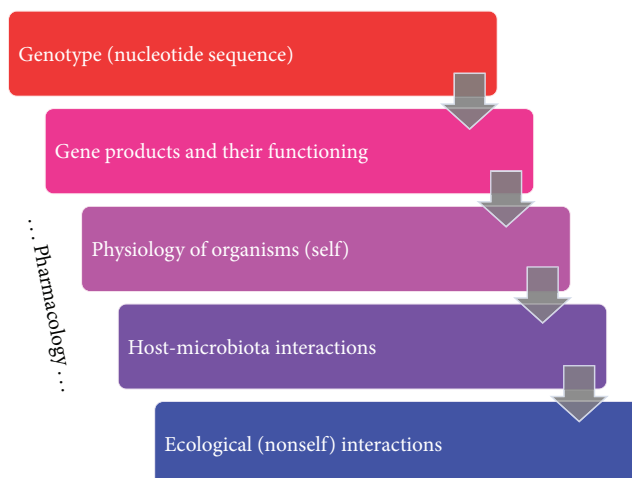 Genotype (nucleotide sequence)
Gene products and their functioning
Physiology of organisms (self)
Host-microbiota interactions
Ecological (nonself) interactions
... Pharmacology ...